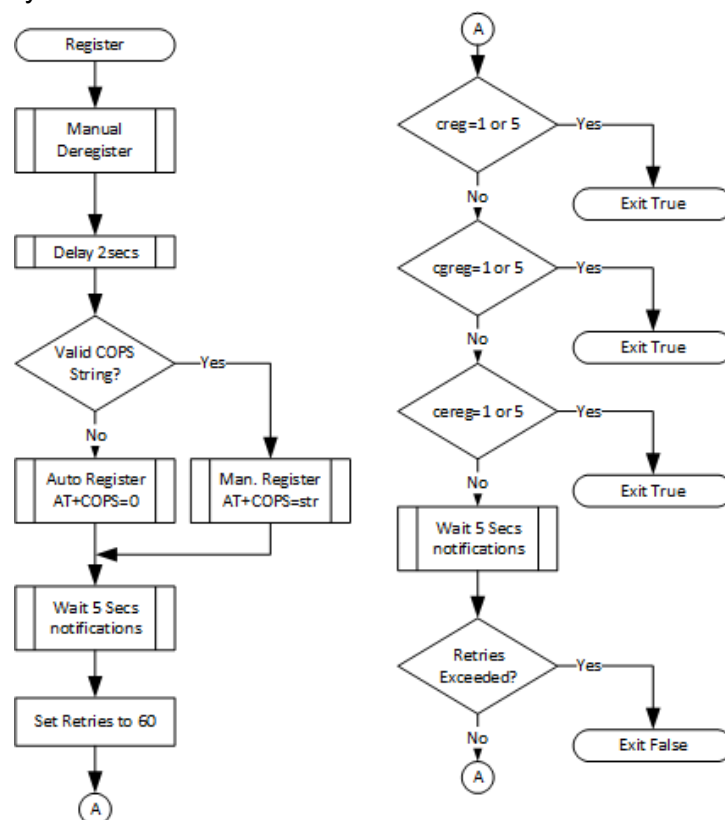 Register
Manual
Deregister
Delay 2secs
Valid COPS
String?
Yes
No
Auto Register
AT+COPS=0
Man. Register
AT+COPS=str
Wait 5 Secs
notifications
Set Retries to 60
A
A
creg=1 or 5
Yes
No
Exit True
cgreg=1 or 5
Yes
No
Exit True
cereg=1 or 5
Yes
No
Exit True
Wait 5 Secs
notifications
Retries
Exceeded?
Yes
No
Exit False
A